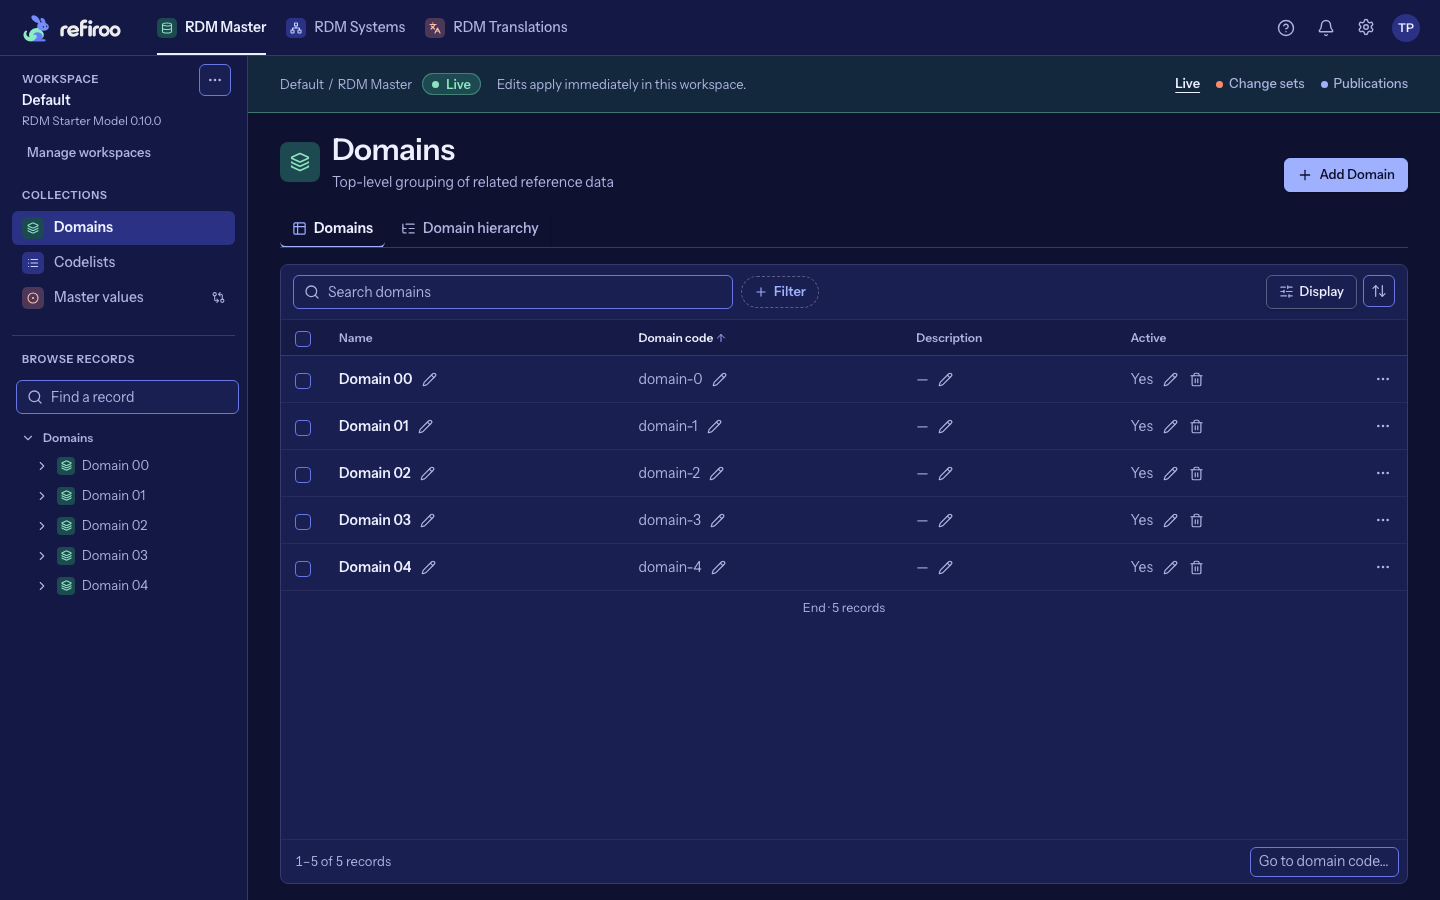 refiroo
RDM Master
RDM Systems
RDM Translations
TP
WORKSPACE
Default
RDM Starter Model 0.10.0
Manage workspaces
COLLECTIONS
Domains
Codelists
Master values
BROWSE RECORDS
Find a record
Domains
Domain 00
Domain 01
Domain 02
Domain 03
Domain 04
Default / RDM Master
Live
Edits apply immediately in this workspace.
Live
Change sets
Publications
Domains
Top-level grouping of related reference data
Add Domain
Domains
Domain hierarchy
Search domains
Filter
Display
Name Domain code ↑ Description Active
Domain 00 domain-0 — Yes
Domain 01 domain-1 — Yes
Domain 02 domain-2 — Yes
Domain 03 domain-3 — Yes
Domain 04 domain-4 — Yes
End · 5 records
1–5 of 5 records
Go to domain code...